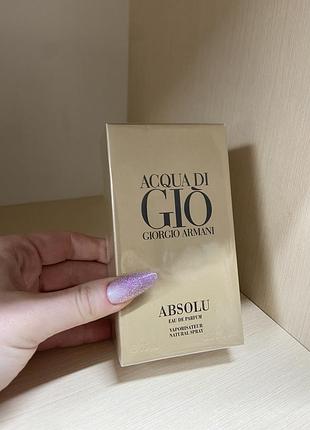 ACQUA DI
GIÒ
GIORGIO ARMANI
ABSOLU
EAU DE PARFUM
VAPORISATEUR
NATURAL SPRAY